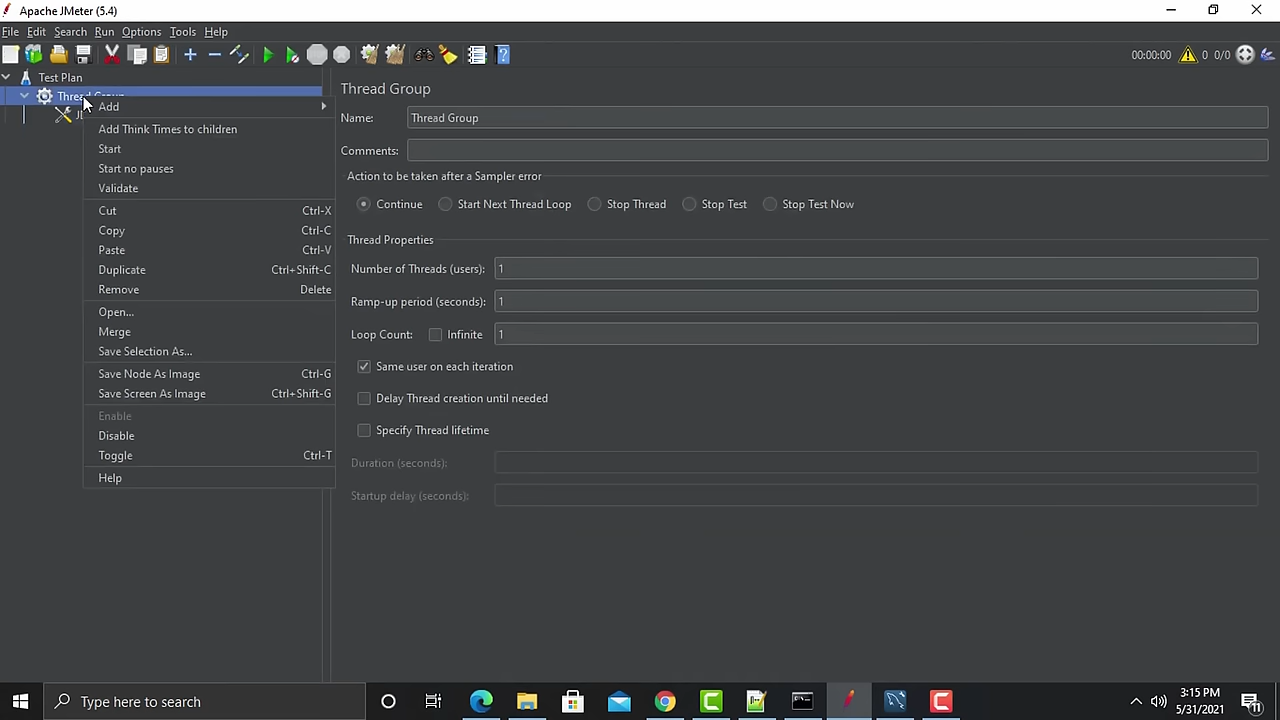 Apache JMeter (5.4)
File Edit Search Run Options Tools Help
00:00:00 0 0/0
Test Plan
Add
Add Think Times to children
Start
Start no pauses
Validate
Cut Ctrl-X
Copy Ctrl-C
Paste Ctrl-V
Duplicate Ctrl+Shift-C
Remove Delete
Open...
Merge
Save Selection As...
Save Node As Image Ctrl-G
Save Screen As Image Ctrl+Shift-G
Enable
Disable
Toggle Ctrl-T
Help
Thread Group
Name: Thread Group
Comments:
Action to be taken after a Sampler error
Continue Start Next Thread Loop Stop Thread Stop Test Stop Test Now
Thread Properties
Number of Threads (users): 1
Ramp-up period (seconds): 1
Loop Count: Infinite 1
Same user on each iteration
Delay Thread creation until needed
Specify Thread lifetime
Duration (seconds):
Startup delay (seconds):
Type here to search
3:15 PM
5/31/2021
11